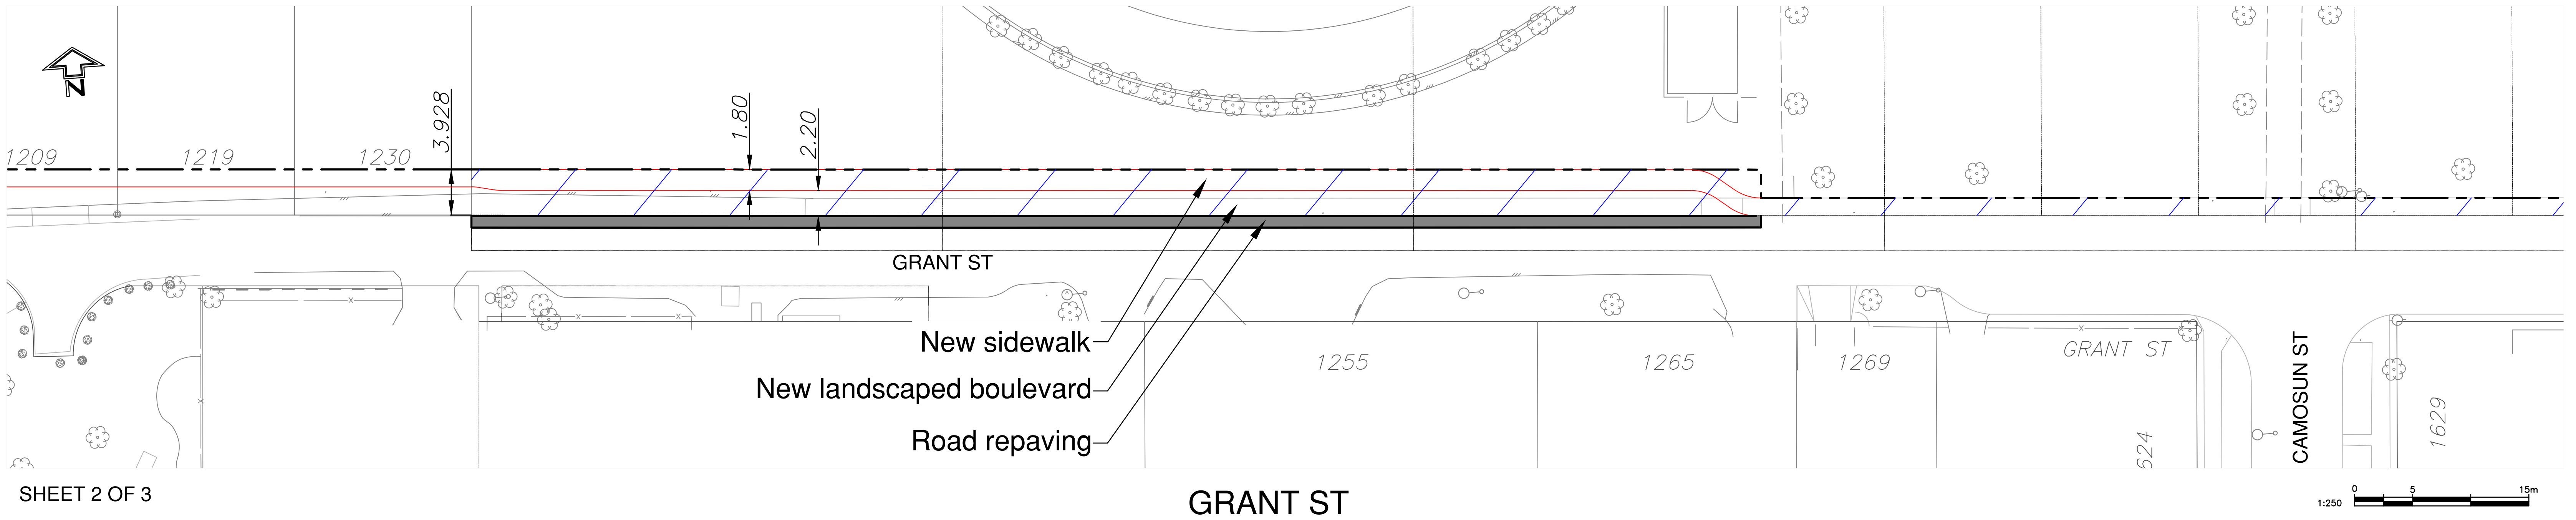 N
1209
1219
1230
3.928
1.80
2.20
GRANT ST
New sidewalk
New landscaped boulevard
Road repaving
1255
1265
1269
GRANT ST
624
CAMOSUN ST
1629
SHEET 2 OF 3
GRANT ST
1:250
0 5 15m